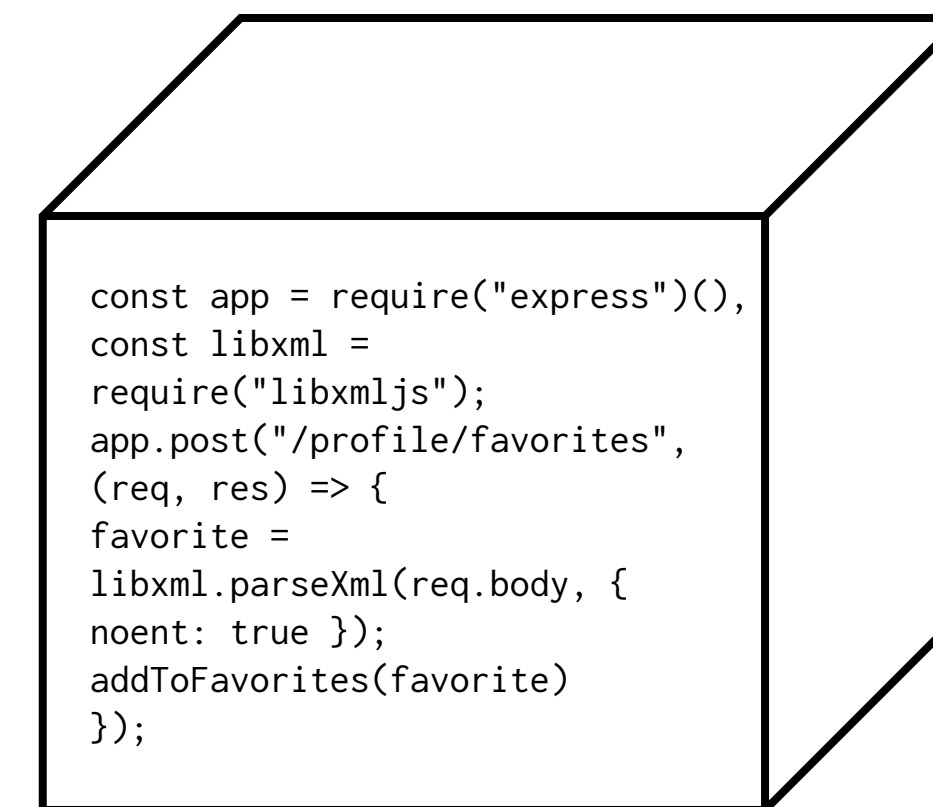 const app = require("express")(),
const libxml =
require("libxmljs");
app.post("/profile/favorites",
(req, res) => {
favorite =
libxml.parseXml(req.body, {
noent: true });
addToFavorites(favorite)
});